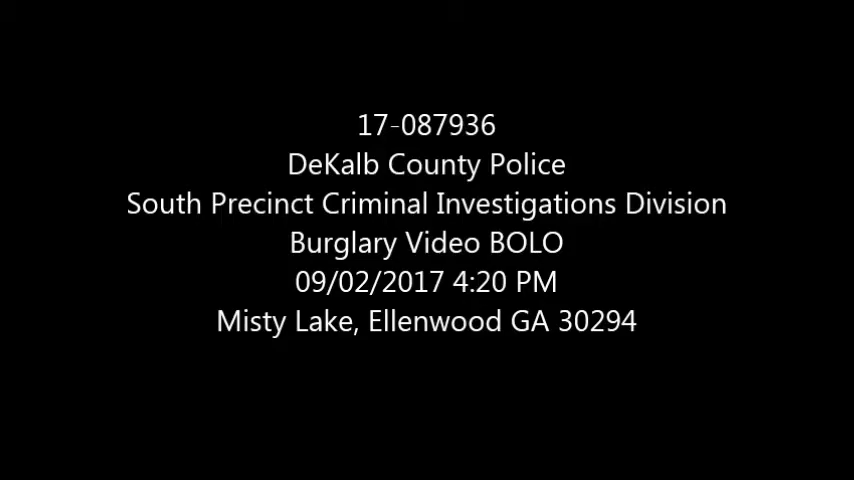 17-087936
DeKalb County Police
South Precinct Criminal Investigations Division
Burglary Video BOLO
09/02/2017 4:20 PM
Misty Lake, Ellenwood GA 30294